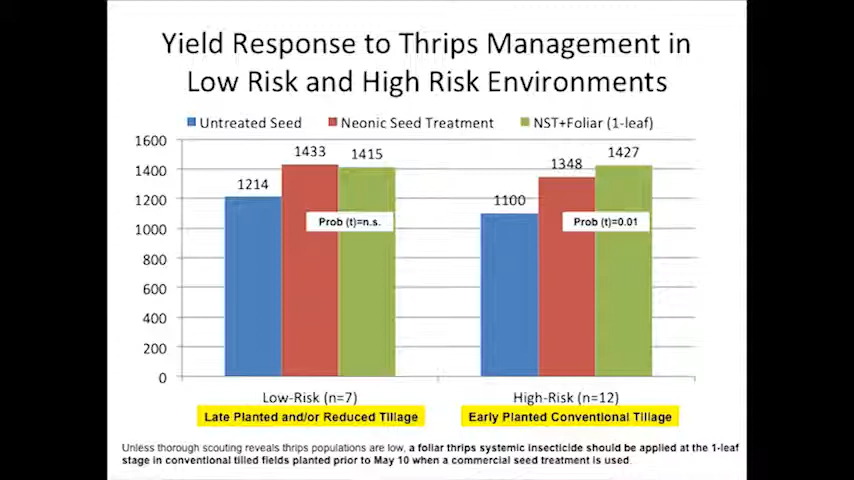 Yield Response to Thrips Management in
Low Risk and High Risk Environments
Untreated Seed Neonic Seed Treatment NST+Foliar (1-leaf)
1600
1400
1200
1000
800
600
400
200
0
1214
1433
1415
Prob (t)=n.s.
1100
1348
1427
Prob (t)=0.01
Low-Risk (n=7) High-Risk (n=12)
Late Planted and/or Reduced Tillage Early Planted Conventional Tillage
Unless thorough scouting reveals thrips populations are low, a foliar thrips systemic insecticide should be applied at the 1-leaf
stage in conventional tilled fields planted prior to May 10 when a commercial seed treatment is used.